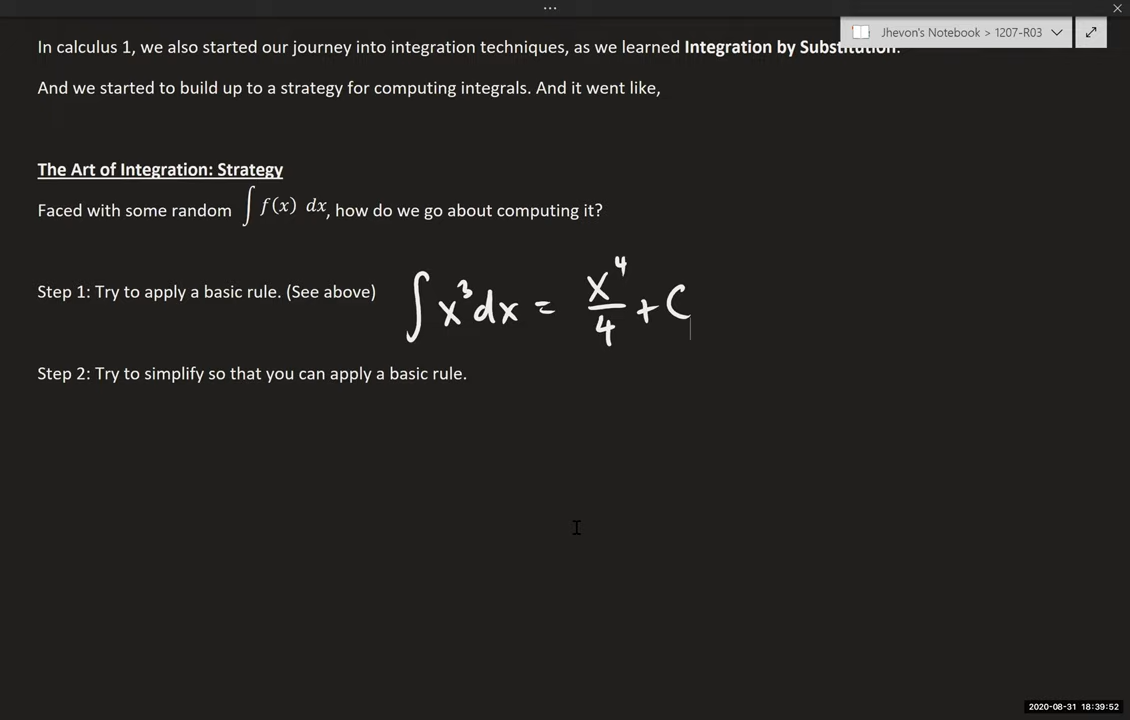 In calculus 1, we also started our journey into integration techniques, as we learned Integration by Substitution.
Jhevon's Notebook > 1207-R03
And we started to build up to a strategy for computing integrals. And it went like,
The Art of Integration: Strategy
Faced with some random ∫ f(x) dx, how do we go about computing it?
Step 1: Try to apply a basic rule. (See above) ∫ x³ dx = x⁴/4 + C
Step 2: Try to simplify so that you can apply a basic rule.
2020-08-31 18:39:52